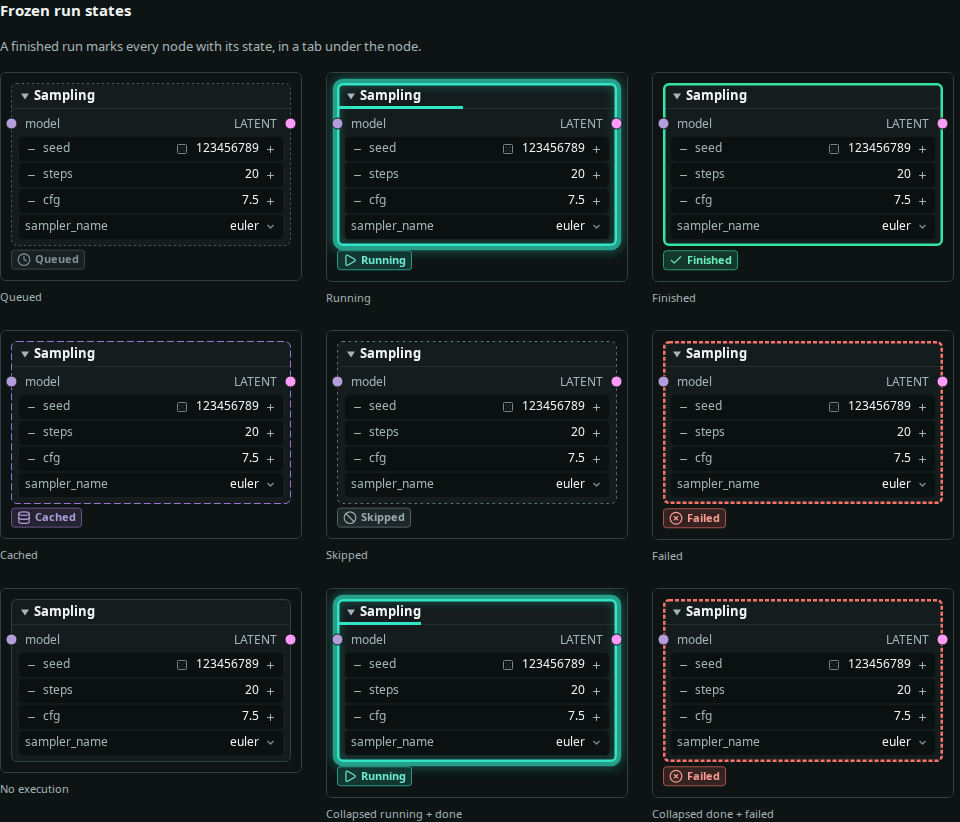 Frozen run states
A finished run marks every node with its state, in a tab under the node.
Sampling
model LATENT
seed 123456789
steps 20
cfg 7.5
sampler_name euler
Queued
Queued
Sampling
model LATENT
seed 123456789
steps 20
cfg 7.5
sampler_name euler
Running
Running
Sampling
model LATENT
seed 123456789
steps 20
cfg 7.5
sampler_name euler
Finished
Finished
Sampling
model LATENT
seed 123456789
steps 20
cfg 7.5
sampler_name euler
Cached
Cached
Sampling
model LATENT
seed 123456789
steps 20
cfg 7.5
sampler_name euler
Skipped
Skipped
Sampling
model LATENT
seed 123456789
steps 20
cfg 7.5
sampler_name euler
Failed
Failed
Sampling
model LATENT
seed 123456789
steps 20
cfg 7.5
sampler_name euler
No execution
Sampling
model LATENT
seed 123456789
steps 20
cfg 7.5
sampler_name euler
Running
Collapsed running + done
Sampling
model LATENT
seed 123456789
steps 20
cfg 7.5
sampler_name euler
Failed
Collapsed done + failed